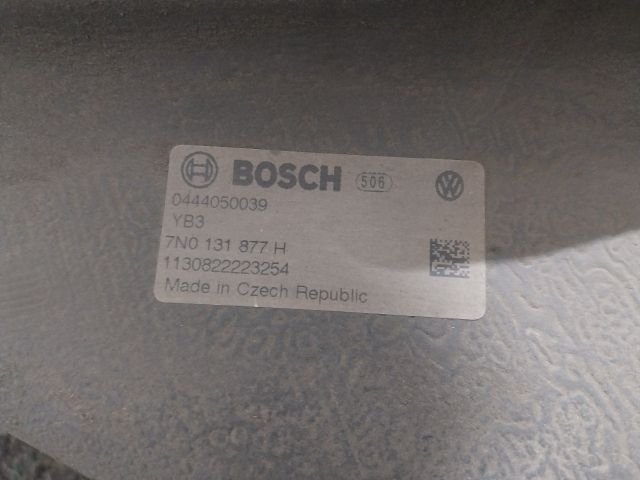 BOSCH 506
0444050039
YB3
7N0 131 877 H
1130822223254
Made in Czech Republic